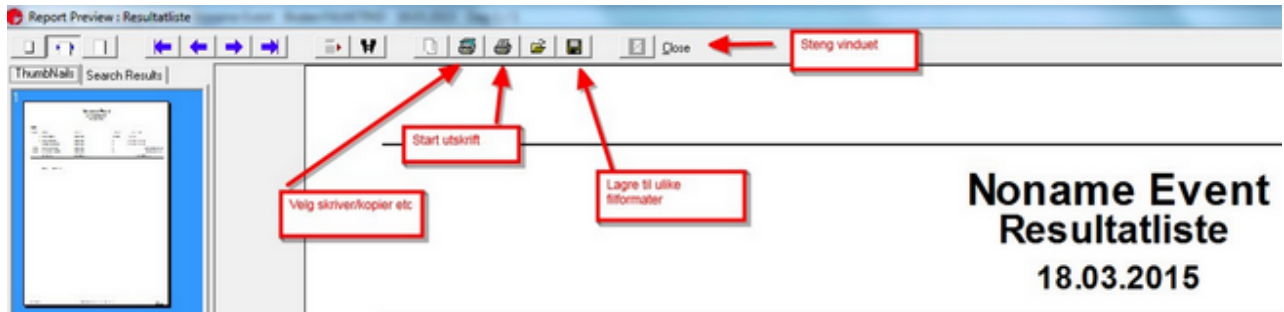 Report Preview : Resultatliste
Close
Steng vinduet
ThumbNails
Search Results
1
Start utskrift
Velg skriver/kopier etc
Lagre til ulike
filformater
Noname Event
Resultatliste
18.03.2015